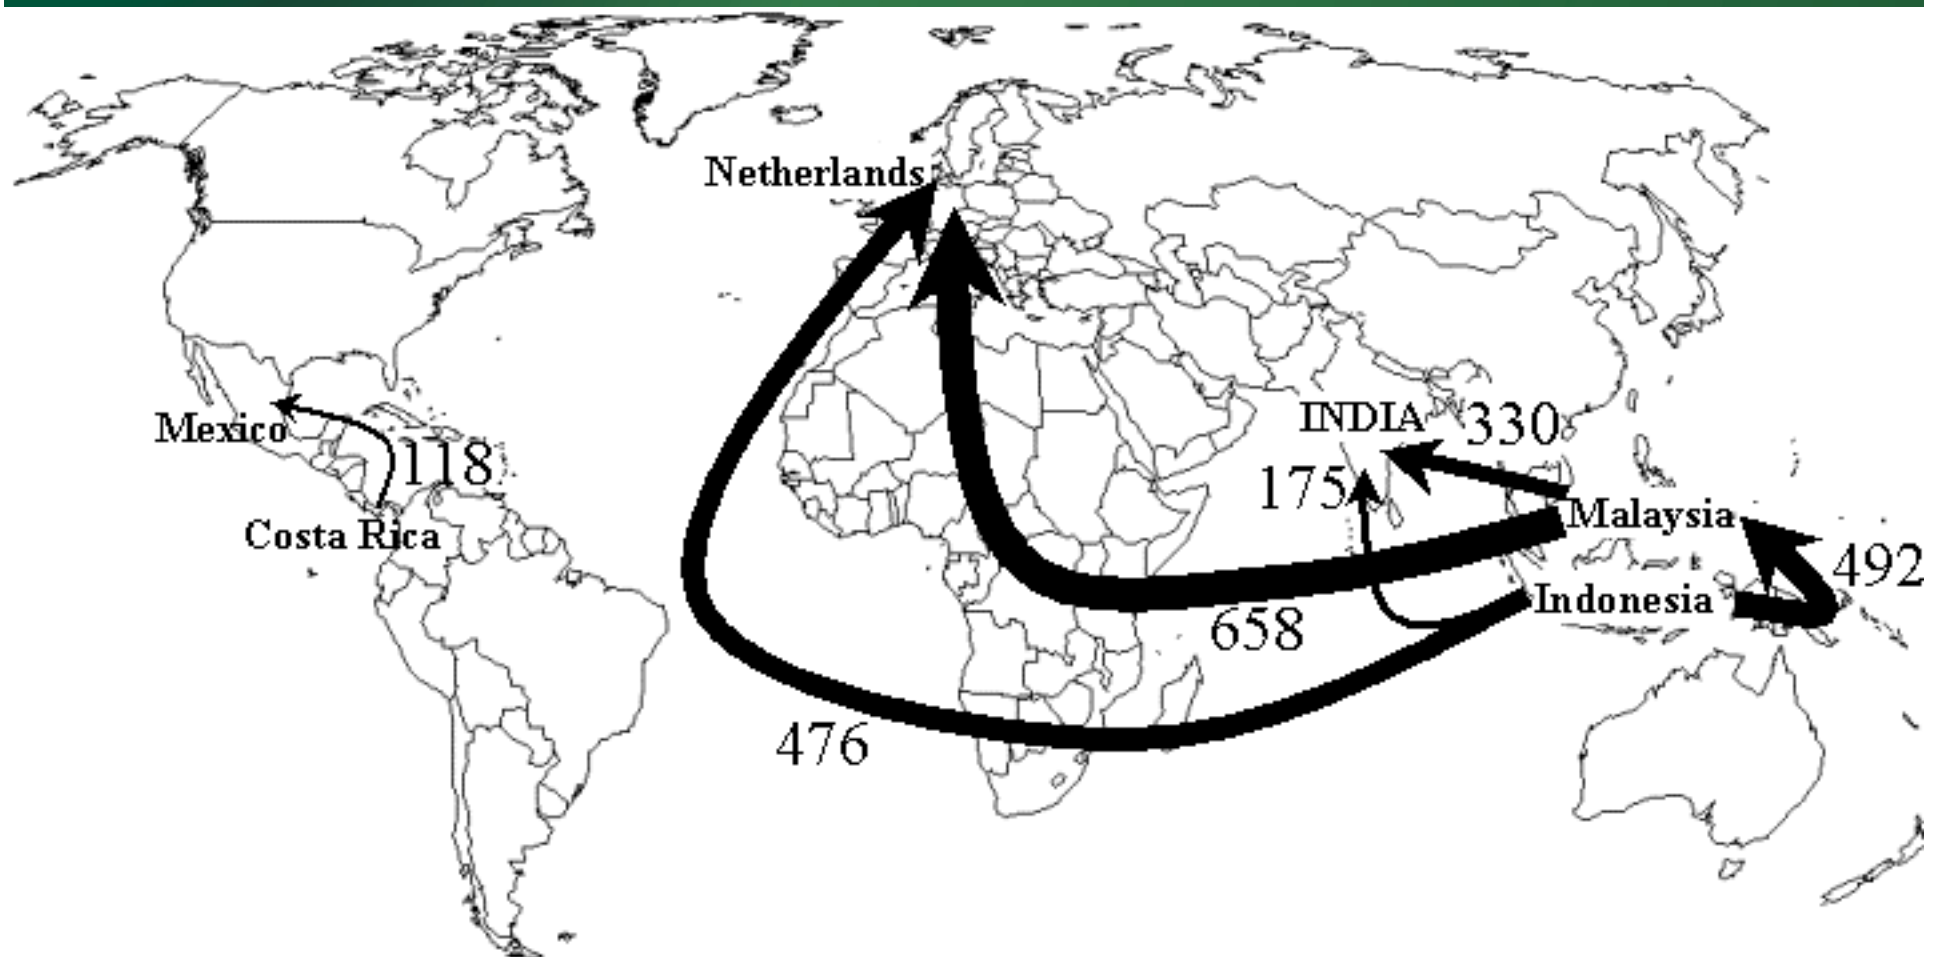 Netherlands
INDIA
330
Mexico
118
175
Malaysia
Costa Rica
492
Indonesia
658
476